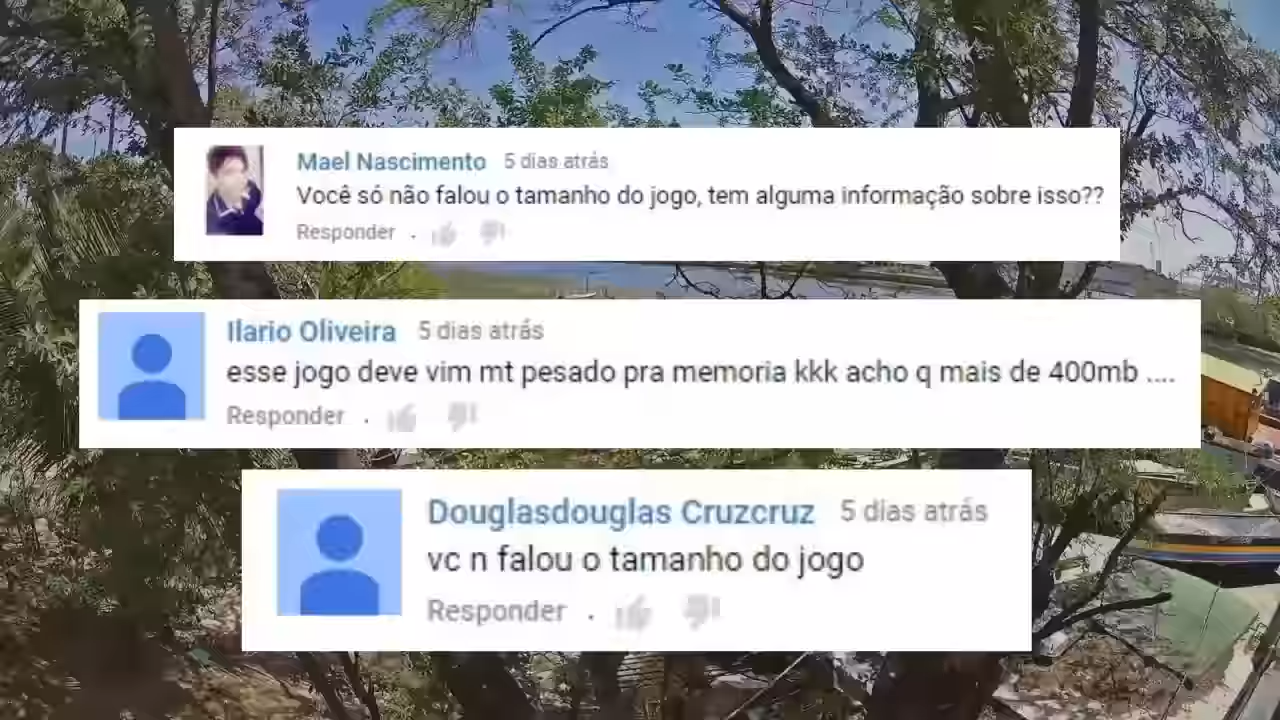 Mael Nascimento 5 dias atrás
Você só não falou o tamanho do jogo, tem alguma informação sobre isso??
Responder .
Ilario Oliveira 5 dias atrás
esse jogo deve vim mt pesado pra memoria kkk acho q mais de 400mb ....
Responder .
Douglasdouglas Cruzcruz 5 dias atrás
vc n falou o tamanho do jogo
Responder .